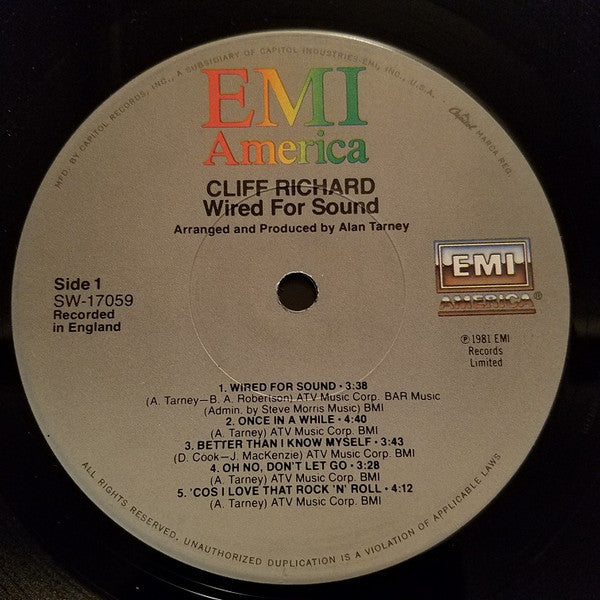 MFD. BY CAPITOL RECORDS, INC., A SUBSIDIARY OF CAPITOL INDUSTRIES-EMI, INC., U.S.A.
Capitol MARCA REG.
EMI
America
CLIFF RICHARD
Wired For Sound
Arranged and Produced by Alan Tarney
EMI
AMERICA®
Side 1
SW-17059
Recorded
in England
℗ 1981 EMI
Records
Limited
1. WIRED FOR SOUND • 3:38
(A. Tarney—B. A. Robertson) ATV Music Corp. BAR Music
(Admin. by Steve Morris Music) BMI
2. ONCE IN A WHILE • 4:40
(A. Tarney) ATV Music Corp. BMI
3. BETTER THAN I KNOW MYSELF • 3:43
(D. Cook—J. MacKenzie) ATV Music Corp. BMI
4. OH NO, DON'T LET GO • 3:28
(A. Tarney) ATV Music Corp. BMI
5. 'COS I LOVE THAT ROCK 'N' ROLL • 4:12
(A. Tarney) ATV Music Corp. BMI
ALL RIGHTS RESERVED. UNAUTHORIZED DUPLICATION IS A VIOLATION OF APPLICABLE LAWS